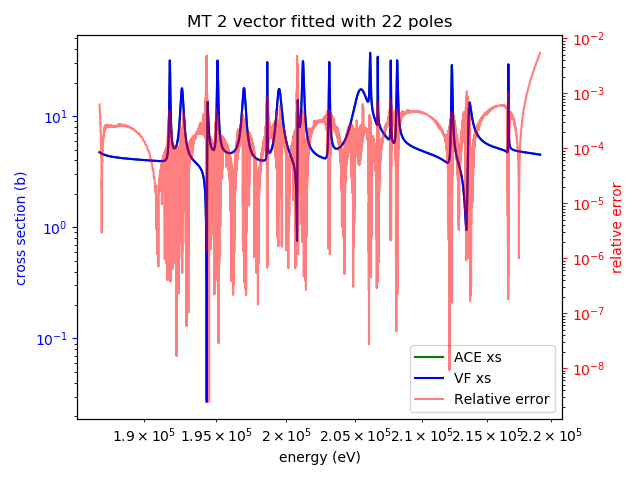 MT 2 vector fitted with 22 poles
cross section (b)
10¹
10⁰
10⁻¹
10⁻²
10⁻³
10⁻⁴
10⁻⁵
10⁻⁶
10⁻⁷
10⁻⁸
relative error
ACE xs
VF xs
Relative error
1.9 × 10⁵ 1.95 × 10⁵ 2 × 10⁵ 2.05 × 10⁵ 2.1 × 10⁵ 2.15 × 10⁵ 2.2 × 10⁵
energy (eV)